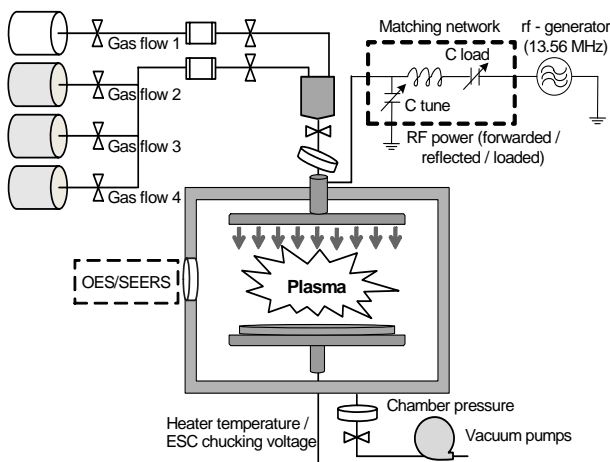 Gas flow 1
Gas flow 2
Gas flow 3
Gas flow 4
Matching network
C load
C tune
RF power (forwarded /
reflected / loaded)
rf - generator
(13.56 MHz)
OES/SEERS
Plasma
Heater temperature /
ESC chucking voltage
Chamber pressure
Vacuum pumps